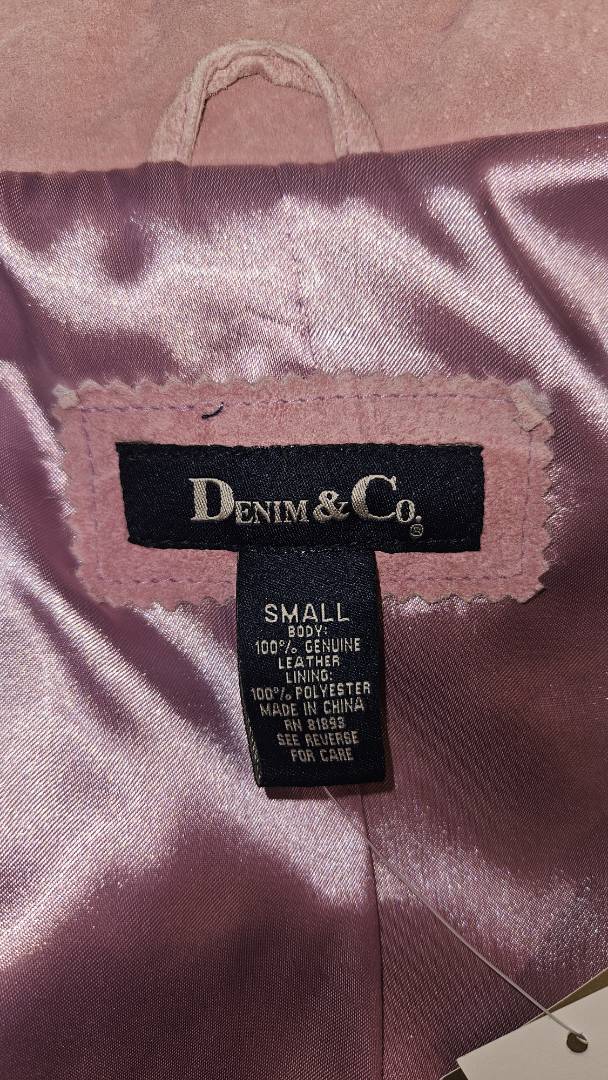 DENIM & CO.®
SMALL
BODY:
100% GENUINE
LEATHER
LINING:
100% POLYESTER
MADE IN CHINA
RN 81893
SEE REVERSE
FOR CARE